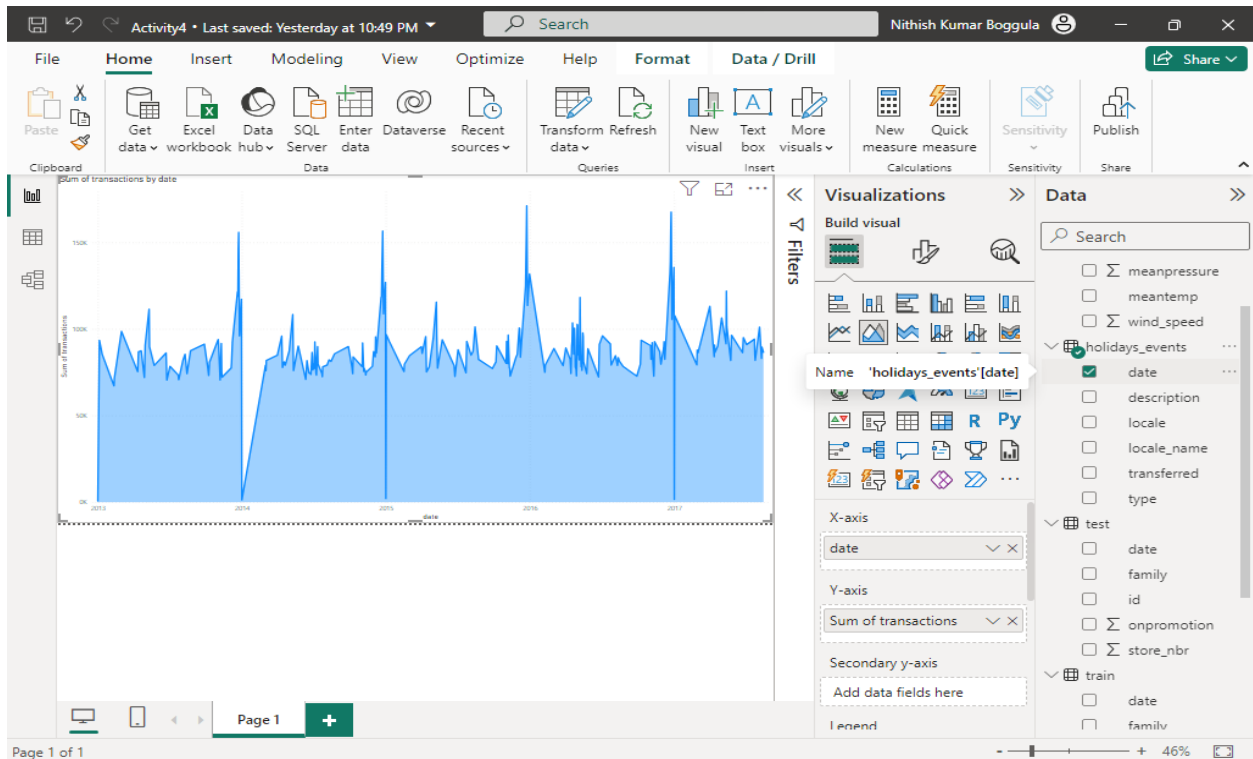 Activity4 • Last saved: Yesterday at 10:49 PM
Search
Nithish Kumar Boggula
File Home Insert Modeling View Optimize Help Format Data / Drill
Share
Paste
Get data
Excel workbook
Data hub
SQL Server
Enter data
Dataverse
Recent sources
Transform data
Refresh
New visual
Text box
More visuals
New measure
Quick measure
Sensitivity
Publish
Clipboard Data Queries Insert Calculations Sensitivity Share
Sum of transactions by date
150K
100K
50K
0K
Sum of transactions
2013 2014 2015 2016 2017
date
Filters
Visualizations
Build visual
Name 'holidays_events'[date]
123
R Py
123
X-axis
date
Y-axis
Sum of transactions
Secondary y-axis
Add data fields here
Legend
Data
Search
meanpressure
meantemp
wind_speed
holidays_events
date
description
locale
locale_name
transferred
type
test
date
family
id
onpromotion
store_nbr
train
date
family
Page 1
Page 1 of 1
- + 46%